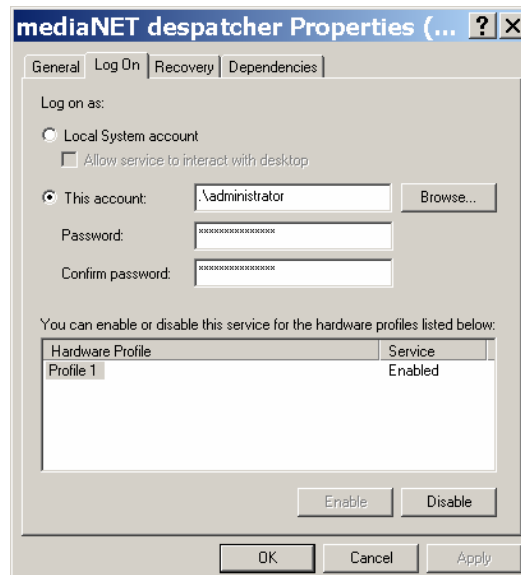 mediaNET despatcher Properties (...
General Log On Recovery Dependencies
Log on as:
Local System account
Allow service to interact with desktop
This account: .\administrator Browse...
Password: ***************
Confirm password: ***************
You can enable or disable this service for the hardware profiles listed below:
Hardware Profile Service
Profile 1 Enabled
Enable Disable
OK Cancel Apply